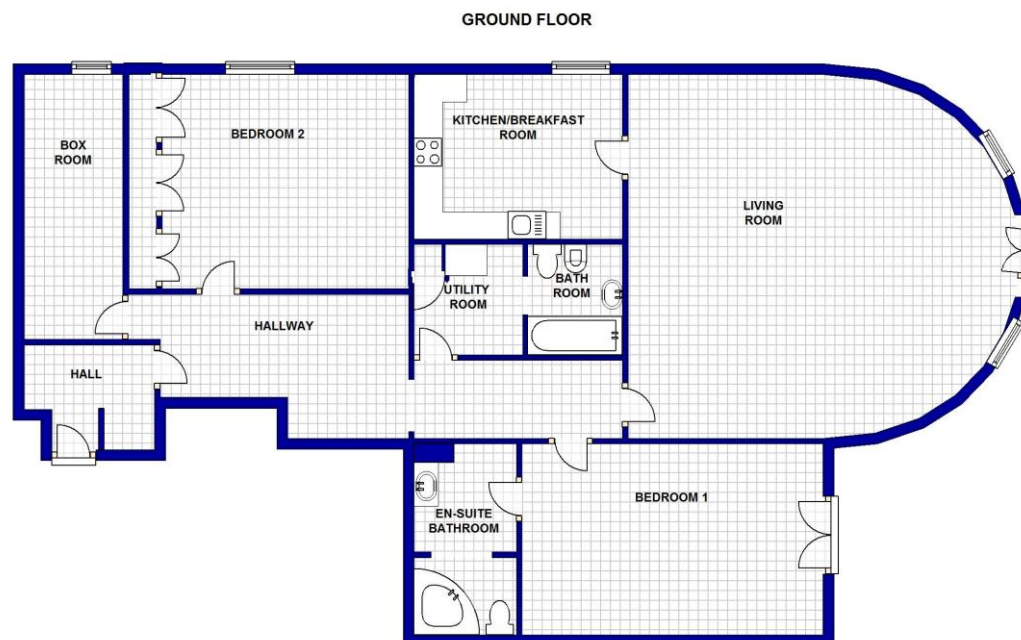 GROUND FLOOR
BOX
ROOM
BEDROOM 2
KITCHEN/BREAKFAST
ROOM
LIVING
ROOM
UTILITY
ROOM
BATH
ROOM
HALLWAY
HALL
EN-SUITE
BATHROOM
BEDROOM 1